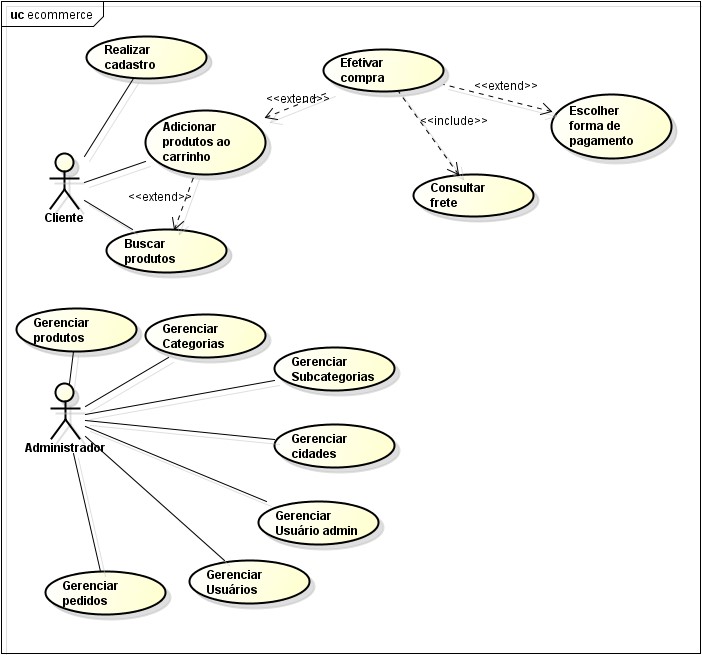 uc ecommerce
Realizar
cadastro
Efetivar
compra
<<extend>>
<<extend>>
Escolher
forma de
pagamento
Adicionar
produtos ao
carrinho
<<include>>
Consultar
frete
<<extend>>
Cliente
Buscar
produtos
Gerenciar
produtos
Gerenciar
Categorias
Gerenciar
Subcategorias
Administrador
Gerenciar
cidades
Gerenciar
Usuário admin
Gerenciar
Usuários
Gerenciar
pedidos